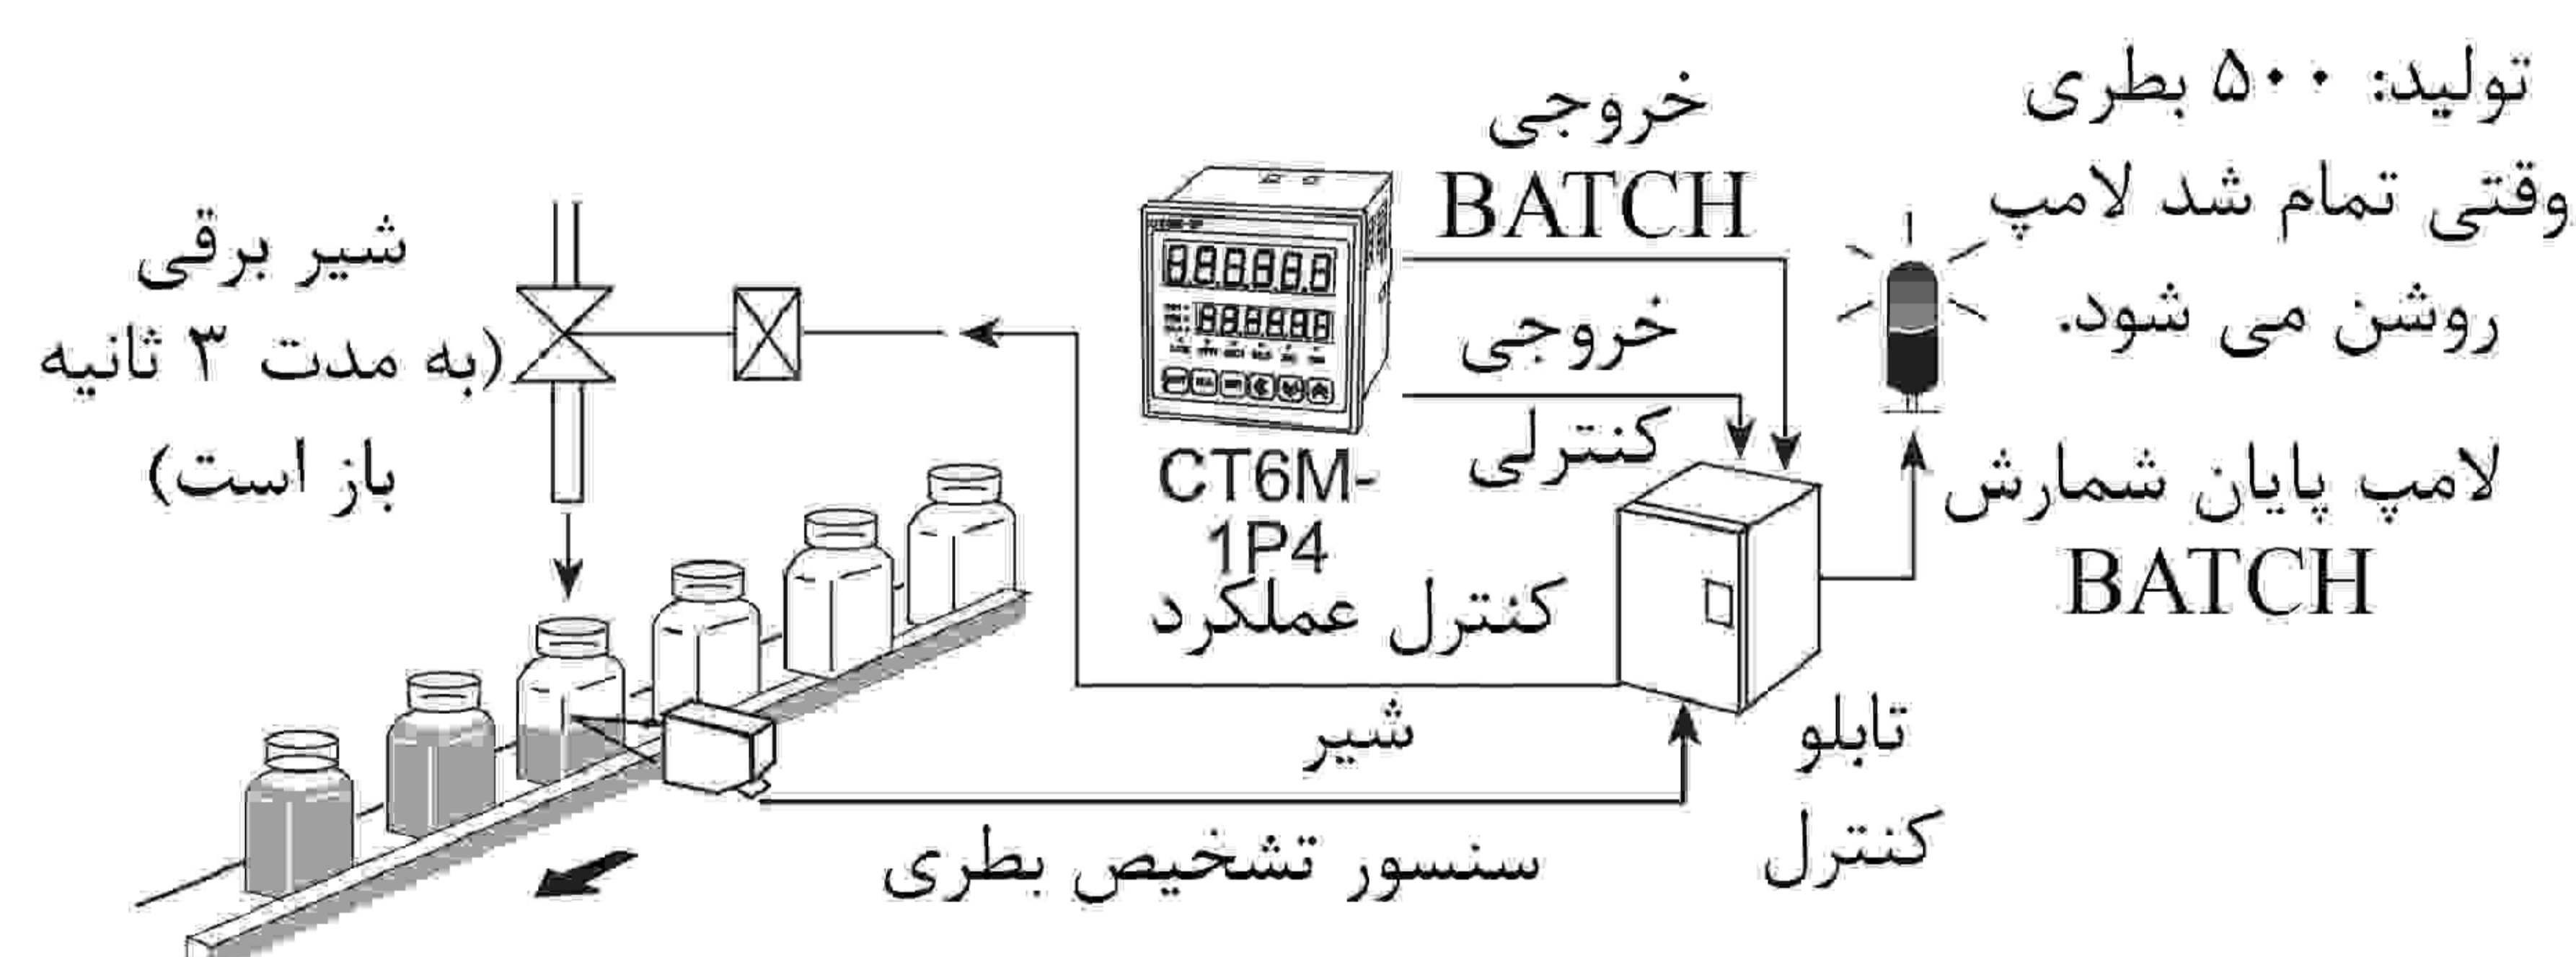 تولید: ۵۰۰ بطری
وقتی تمام شد لامپ
روشن می شود.
لامپ پایان شمارش
BATCH
خروجی
BATCH
خروجی
کنترلی
CT6M-
1P4
کنترل عملکرد
شیر
تابلو
کنترل
سنسور تشخیص بطری
شیر برقی
(به مدت ۳ ثانیه
باز است)